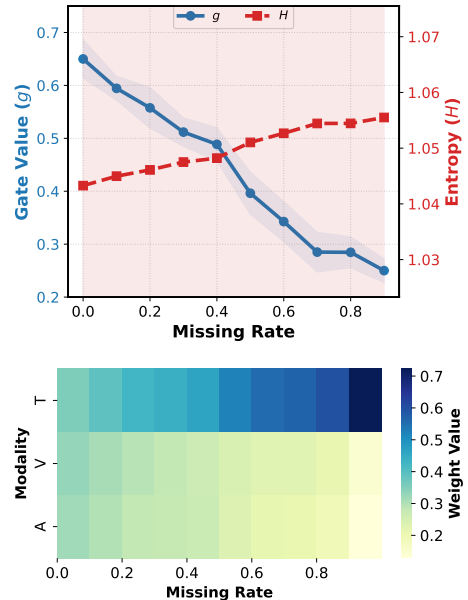 g H
0.7
0.6
0.5
0.4
0.3
0.2
Gate Value (g)
1.07
1.06
1.05
1.04
1.03
Entropy (H)
0.0 0.2 0.4 0.6 0.8
Missing Rate
T
V
A
Modality
0.0 0.2 0.4 0.6 0.8
Missing Rate
0.7
0.6
0.5
0.4
0.3
0.2
Weight Value